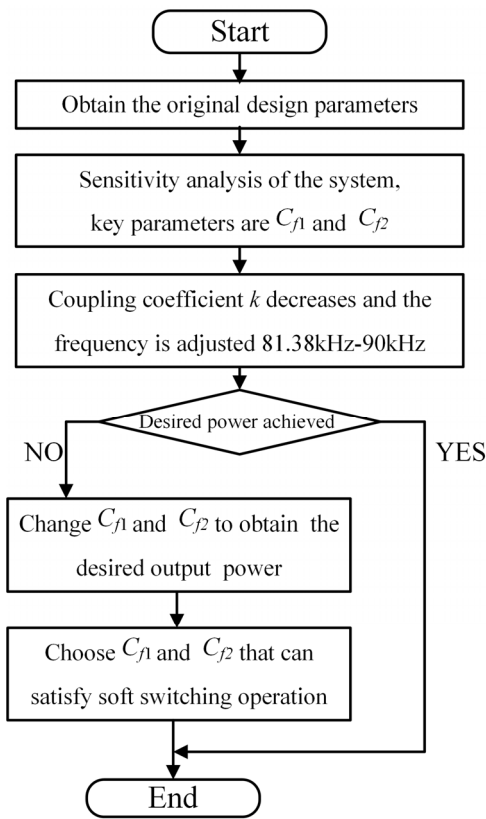 Start
Obtain the original design parameters
Sensitivity analysis of the system,
key parameters are Cf1 and Cf2
Coupling coefficient k decreases and the
frequency is adjusted 81.38kHz-90kHz
Desired power achieved
NO
YES
Change Cf1 and Cf2 to obtain the
desired output power
Choose Cf1 and Cf2 that can
satisfy soft switching operation
End